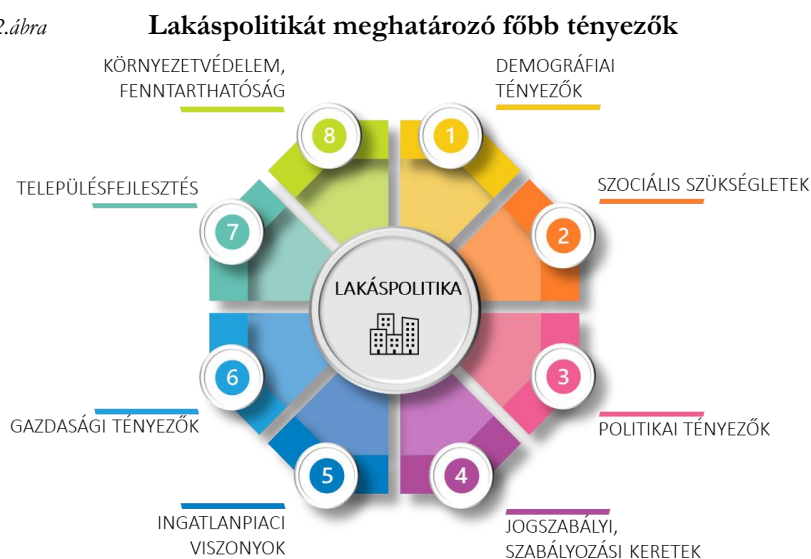 2.ábra
Lakáspolitikát meghatározó főbb tényezők
KÖRNYEZETVÉDELEM,
FENNTARTHATÓSÁG
DEMOGRÁFIAI
TÉNYEZŐK
8
1
TELEPÜLÉSFEJLESZTÉS
SZOCIÁLIS SZÜKSÉGLETEK
7
2
LAKÁSPOLITIKA
6
3
GAZDASÁGI TÉNYEZŐK
POLITIKAI TÉNYEZŐK
5
4
INGATLANPIACI
VISZONYOK
JOGSZABÁLYI,
SZABÁLYOZÁSI KERETEK